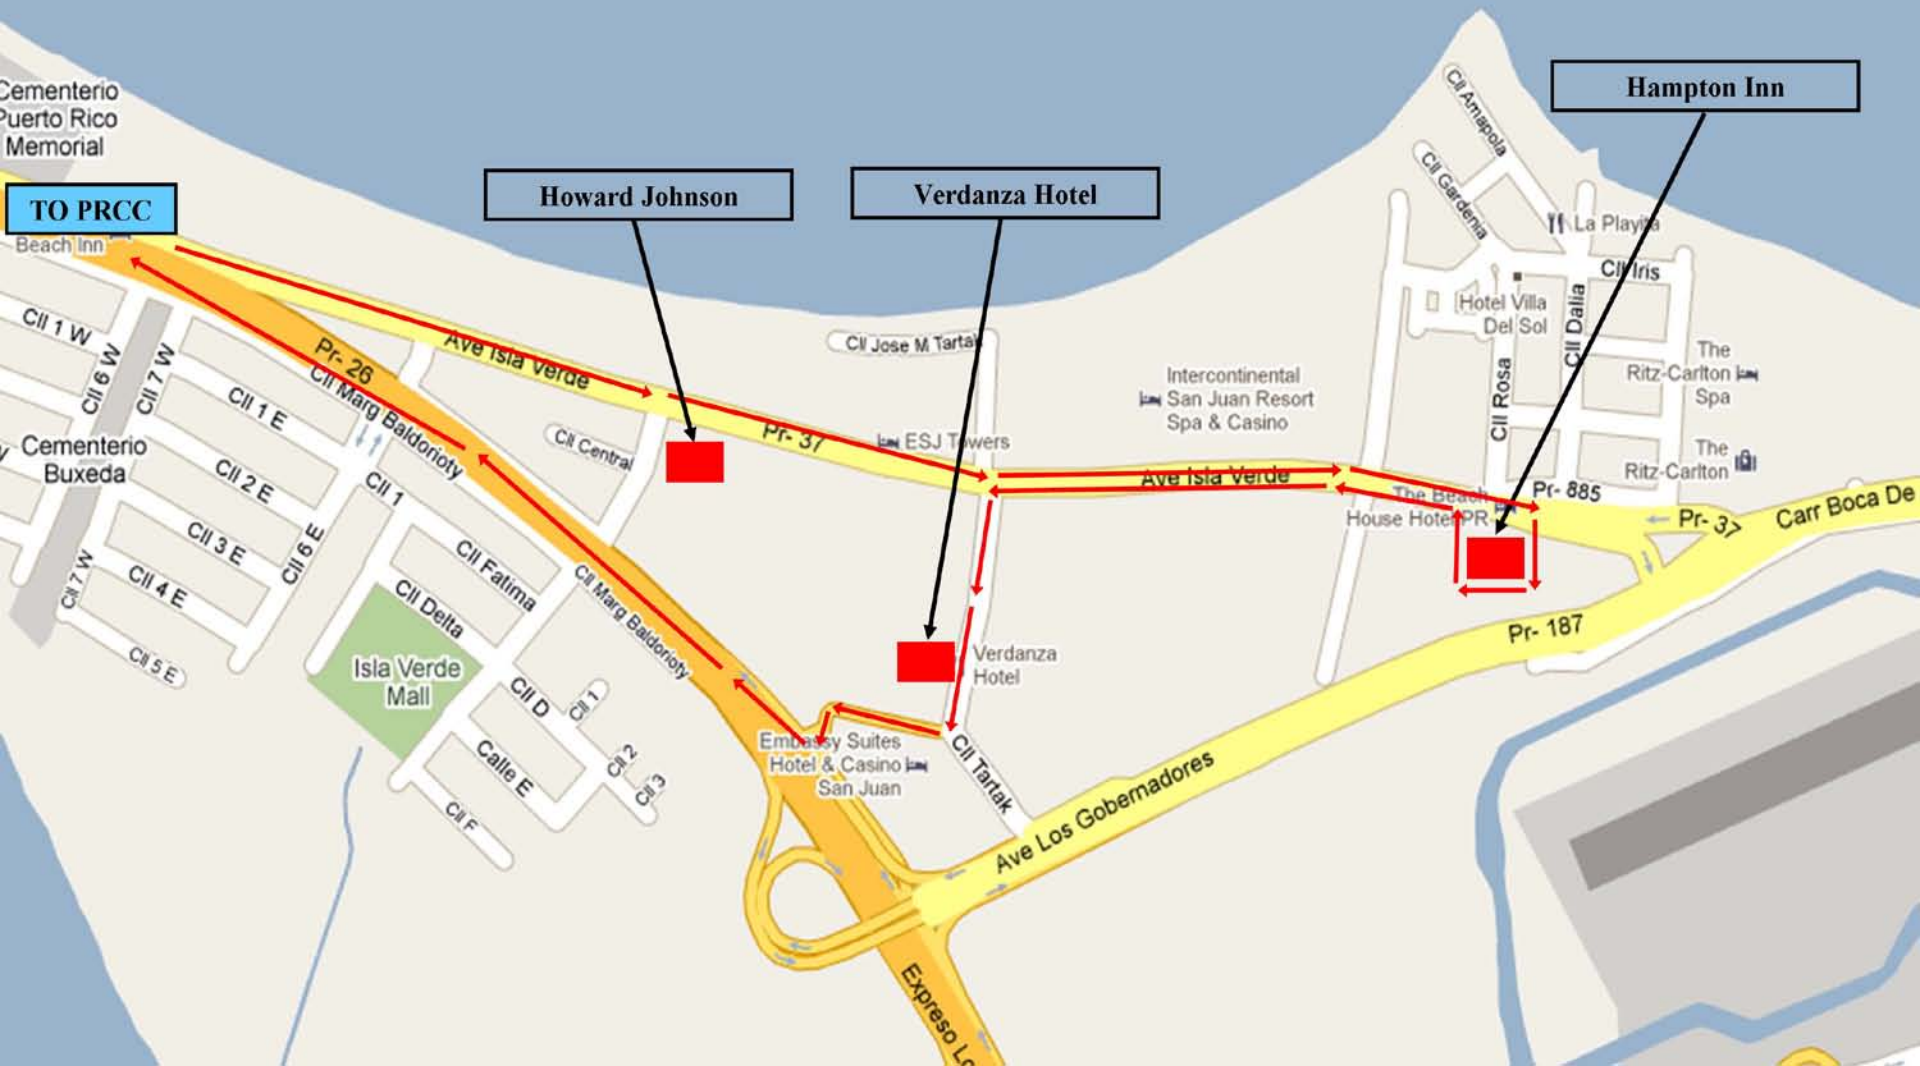 Cementerio
Puerto Rico
Memorial
TO PRCC
Beach Inn
Howard Johnson
Verdanza Hotel
Hampton Inn
Cll Amapola
Cll Gardenia
La Playita
Cll Iris
Hotel Villa
Del Sol
Cll Dalia
Cll Rosa
The
Ritz-Carlton
Spa
The
Ritz-Carlton
Cll 1 W
Cll 6 W
Cll 7 W
Pr- 26
Cll Marg Baldorioty
Ave Isla Verde
Cll Jose M Tartak
Intercontinental
San Juan Resort
Spa & Casino
Cll 1 E
Cll Central
Pr- 37
ESJ Towers
Ave Isla Verde
The Beach
House Hotel PR
Pr- 885
Pr- 37
Carr Boca De
Cementerio
Buxeda
Cll 2 E
Cll 1
Cll 3 E
Cll 6 E
Cll Fatima
Cll 7 W
Cll 4 E
Cll Delta
Cll Marg Baldorioty
Cll 5 E
Isla Verde
Mall
Cll D
Cll 1
Verdanza
Hotel
Pr- 187
Embassy Suites
Hotel & Casino
San Juan
Cll Tartak
Calle E
Cll 2
Cll 3
Cll F
Ave Los Gobernadores
Expreso Lo